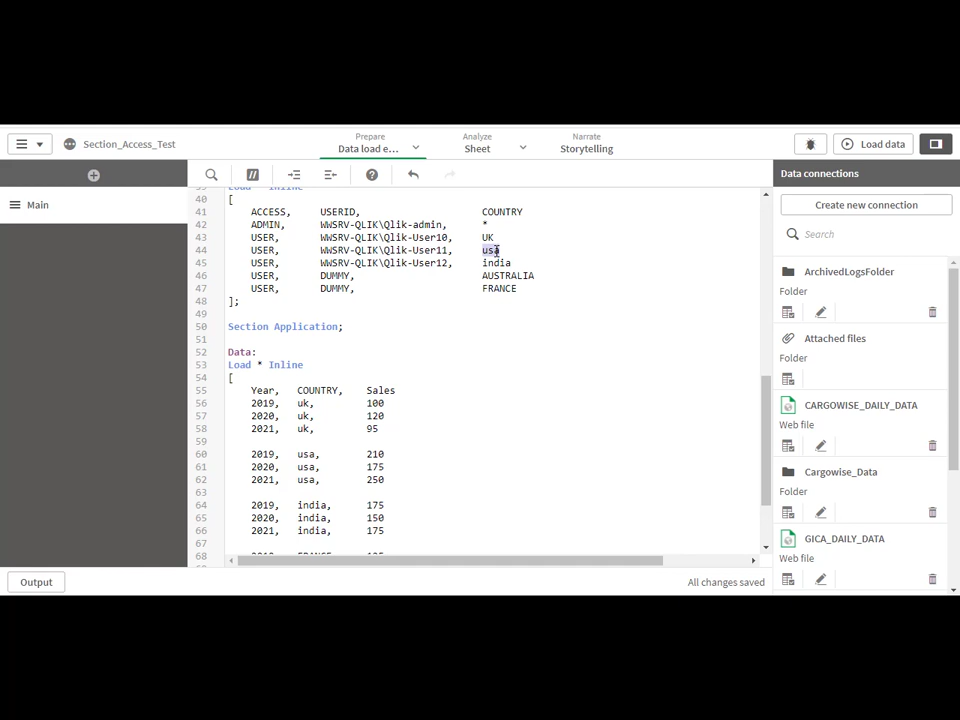 Section_Access_Test
Prepare
Data load e...
Analyze
Sheet
Narrate
Storytelling
Load data
Main
Data connections
Create new connection
Search
ArchivedLogsFolder
Folder
Attached files
Folder
CARGOWISE_DAILY_DATA
Web file
Cargowise_Data
Folder
GICA_DAILY_DATA
Web file
39 Load * Inline
40 [
41 ACCESS, USERID, COUNTRY
42 ADMIN, WWSRV-QLIK\Qlik-admin, *
43 USER, WWSRV-QLIK\Qlik-User10, UK
44 USER, WWSRV-QLIK\Qlik-User11, usa
45 USER, WWSRV-QLIK\Qlik-User12, india
46 USER, DUMMY, AUSTRALIA
47 USER, DUMMY, FRANCE
48 ];
49
50 Section Application;
51
52 Data:
53 Load * Inline
54 [
55 Year, COUNTRY, Sales
56 2019, uk, 100
57 2020, uk, 120
58 2021, uk, 95
59
60 2019, usa, 210
61 2020, usa, 175
62 2021, usa, 250
63
64 2019, india, 175
65 2020, india, 150
66 2021, india, 175
67
68
Output
All changes saved